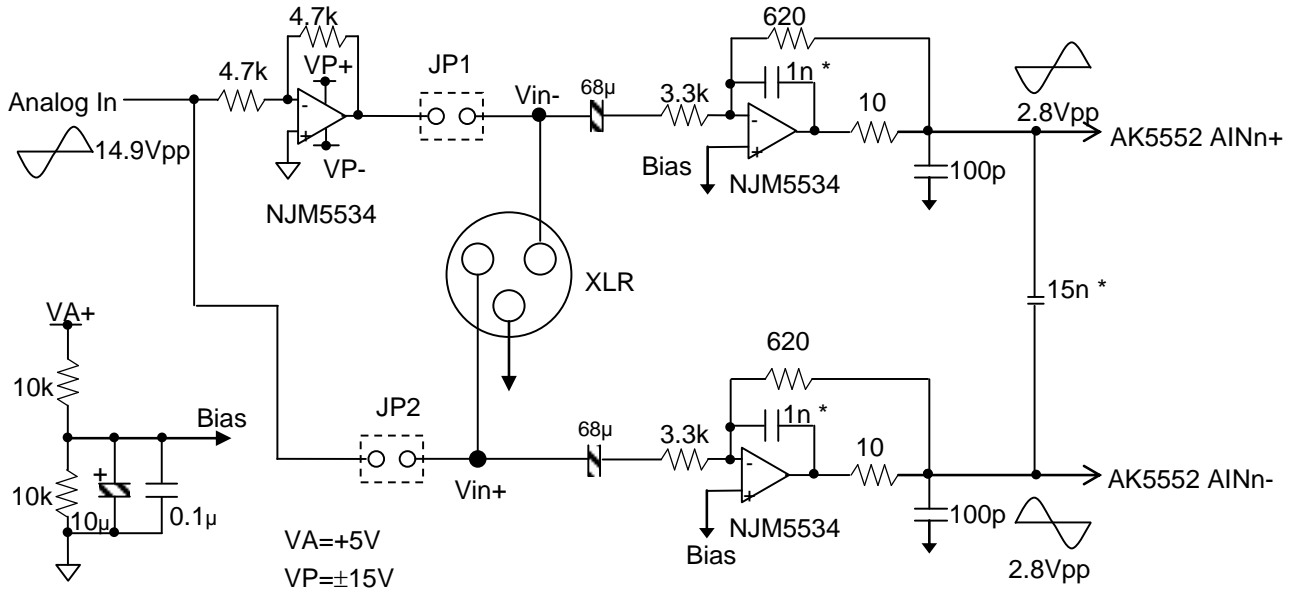 4.7k
620
VP+
JP1
4.7k
68µ
1n *
Vin-
3.3k
10
2.8Vpp
Analog In
AK5552 AINn+
14.9Vpp
VP-
Bias
100p
NJM5534
NJM5534
XLR
15n *
VA+
620
10k
JP2
1n *
Bias
68µ
3.3k
10
AK5552 AINn-
Vin+
10k
10µ
0.1µ
100p
NJM5534
VA=+5V
Bias
2.8Vpp
VP=±15V